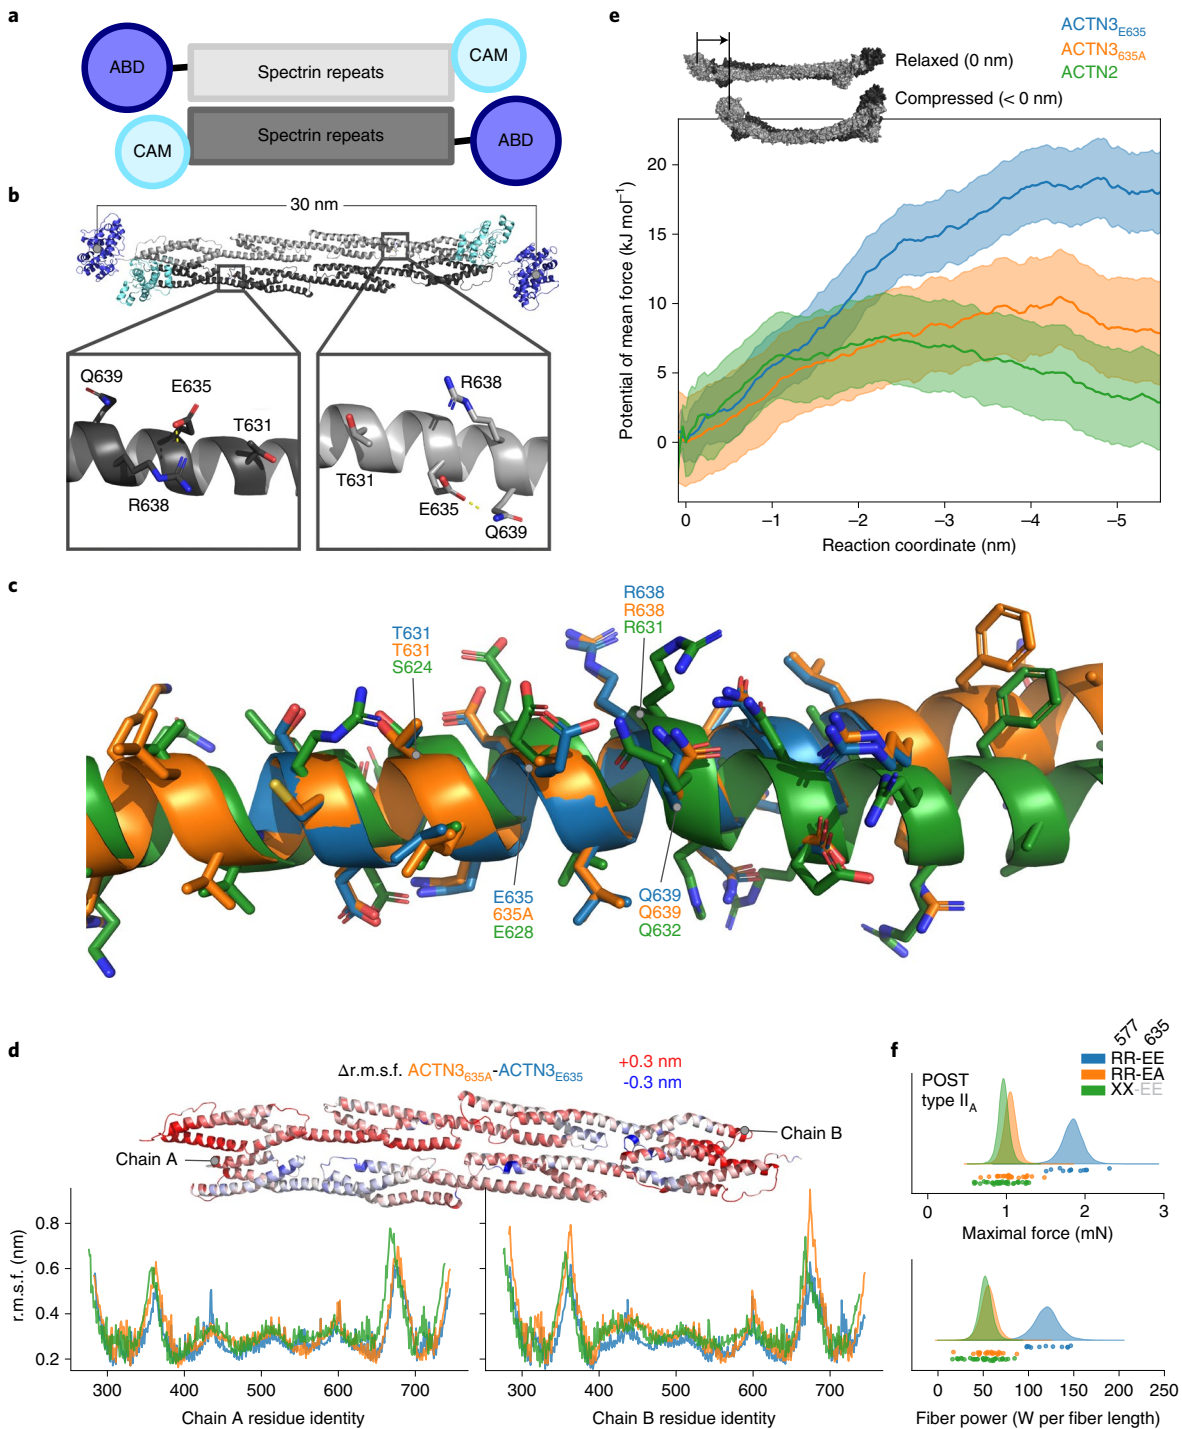 a
ABD
Spectrin repeats
CAM
CAM
Spectrin repeats
ABD
b
30 nm
Q639
E635
T631
R638
R638
T631
E635
Q639
e
ACTN3E635
ACTN3635A
ACTN2
Relaxed (0 nm)
Compressed (< 0 nm)
Potential of mean force (kJ mol−1)
20
15
10
5
0
0
−1
−2
−3
−4
−5
Reaction coordinate (nm)
c
T631
T631
S624
R638
R638
R631
E635
635A
E628
Q639
Q639
Q632
d
Δr.m.s.f. ACTN3635A-ACTN3E635
+0.3 nm
-0.3 nm
Chain A
Chain B
r.m.s.f. (nm)
0.8
0.6
0.4
0.2
300
400
500
600
700
300
400
500
600
700
Chain A residue identity
Chain B residue identity
f
577
635
RR-EE
RR-EA
XX-EE
POST
type IIA
0
1
2
3
Maximal force (mN)
0
50
100
150
200
250
Fiber power (W per fiber length)